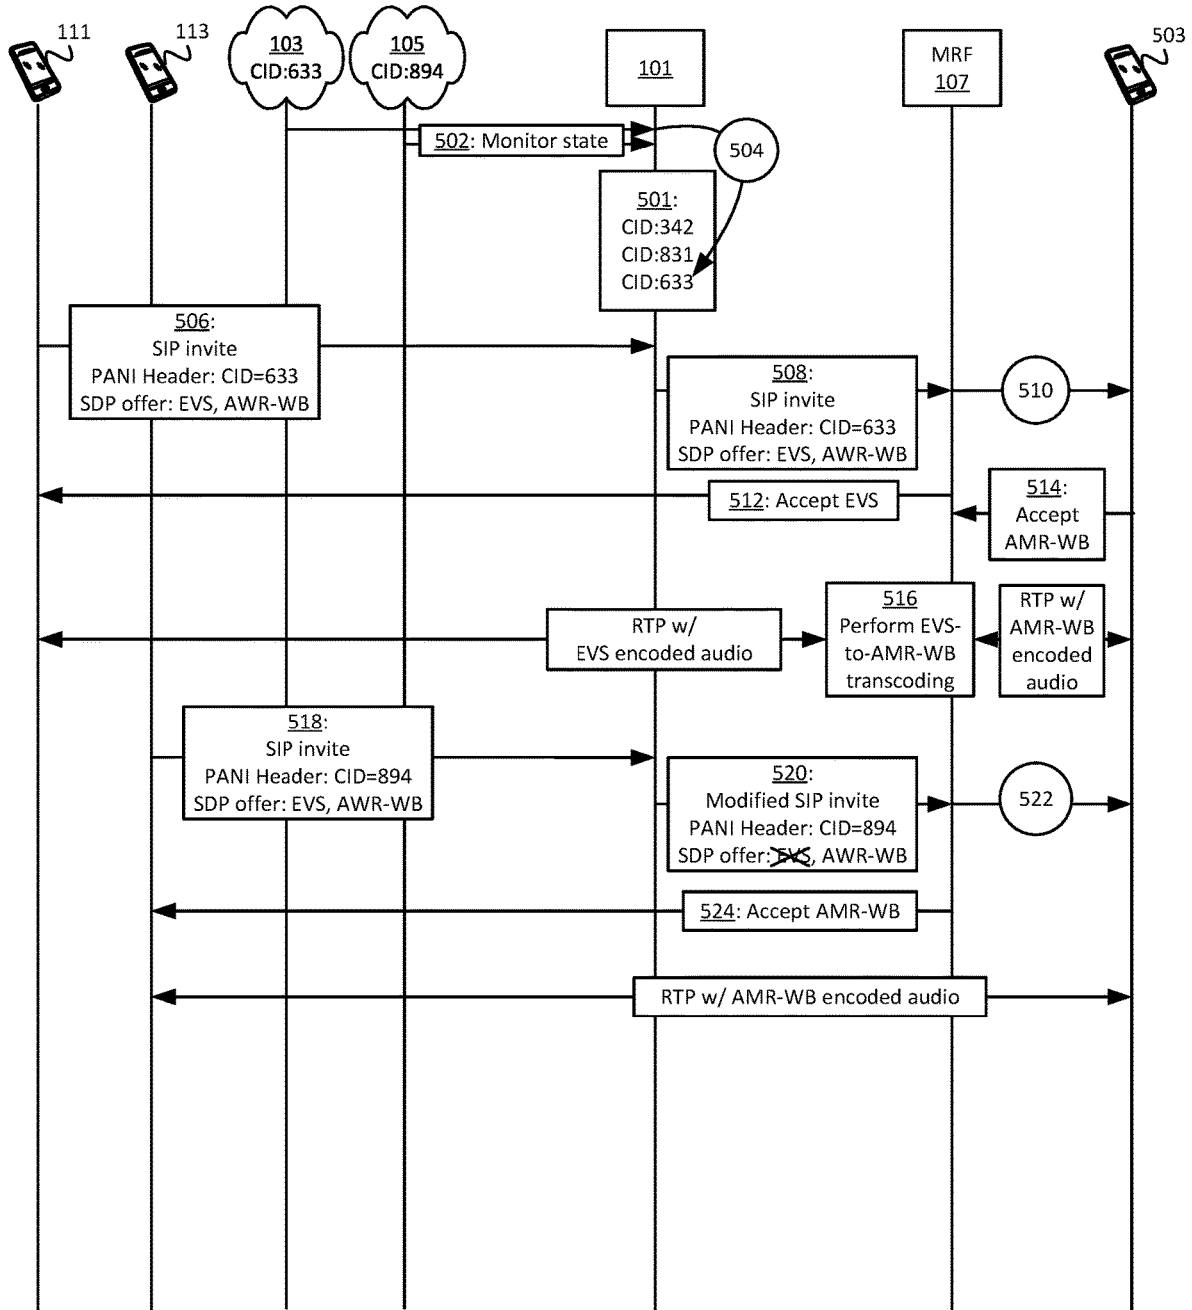 111
113
103
CID:633
105
CID:894
101
MRF
107
503
502: Monitor state
504
501:
CID:342
CID:831
CID:633
506:
SIP invite
PANI Header: CID=633
SDP offer: EVS, AWR-WB
508:
SIP invite
PANI Header: CID=633
SDP offer: EVS, AWR-WB
510
512: Accept EVS
514:
Accept
AMR-WB
RTP w/
EVS encoded audio
516
Perform EVS-
to-AMR-WB
transcoding
RTP w/
AMR-WB
encoded
audio
518:
SIP invite
PANI Header: CID=894
SDP offer: EVS, AWR-WB
520:
Modified SIP invite
PANI Header: CID=894
SDP offer: EVS, AWR-WB
522
524: Accept AMR-WB
RTP w/ AMR-WB encoded audio